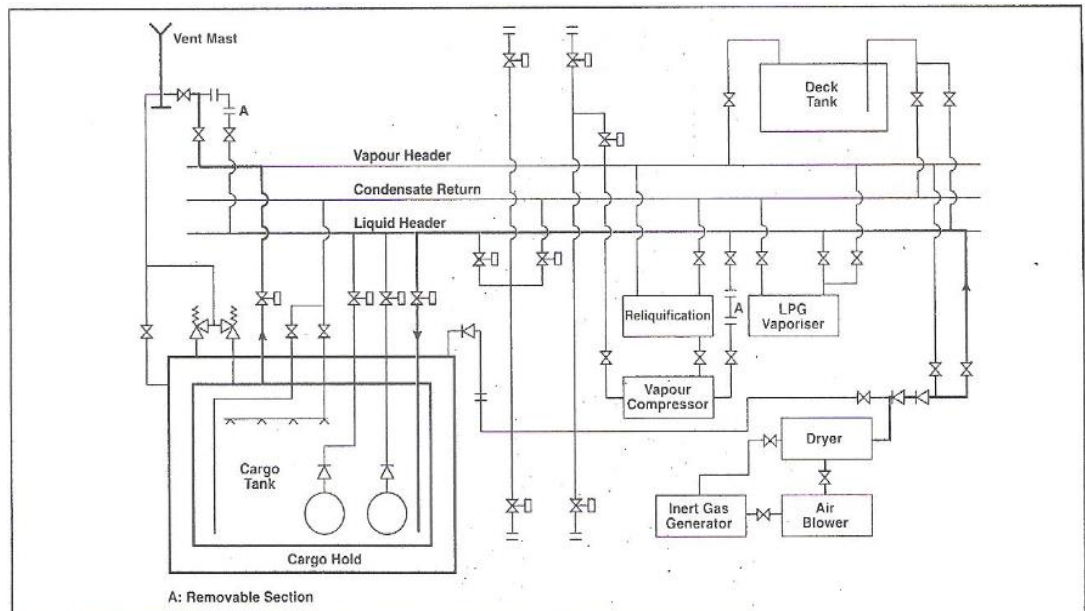 Vent Mast
A
Deck
Tank
Vapour Header
Condensate Return
Liquid Header
Reliquification
A
LPG
Vaporiser
Vapour
Compressor
Dryer
Cargo
Tank
Inert Gas
Generator
Air
Blower
Cargo Hold
A: Removable Section